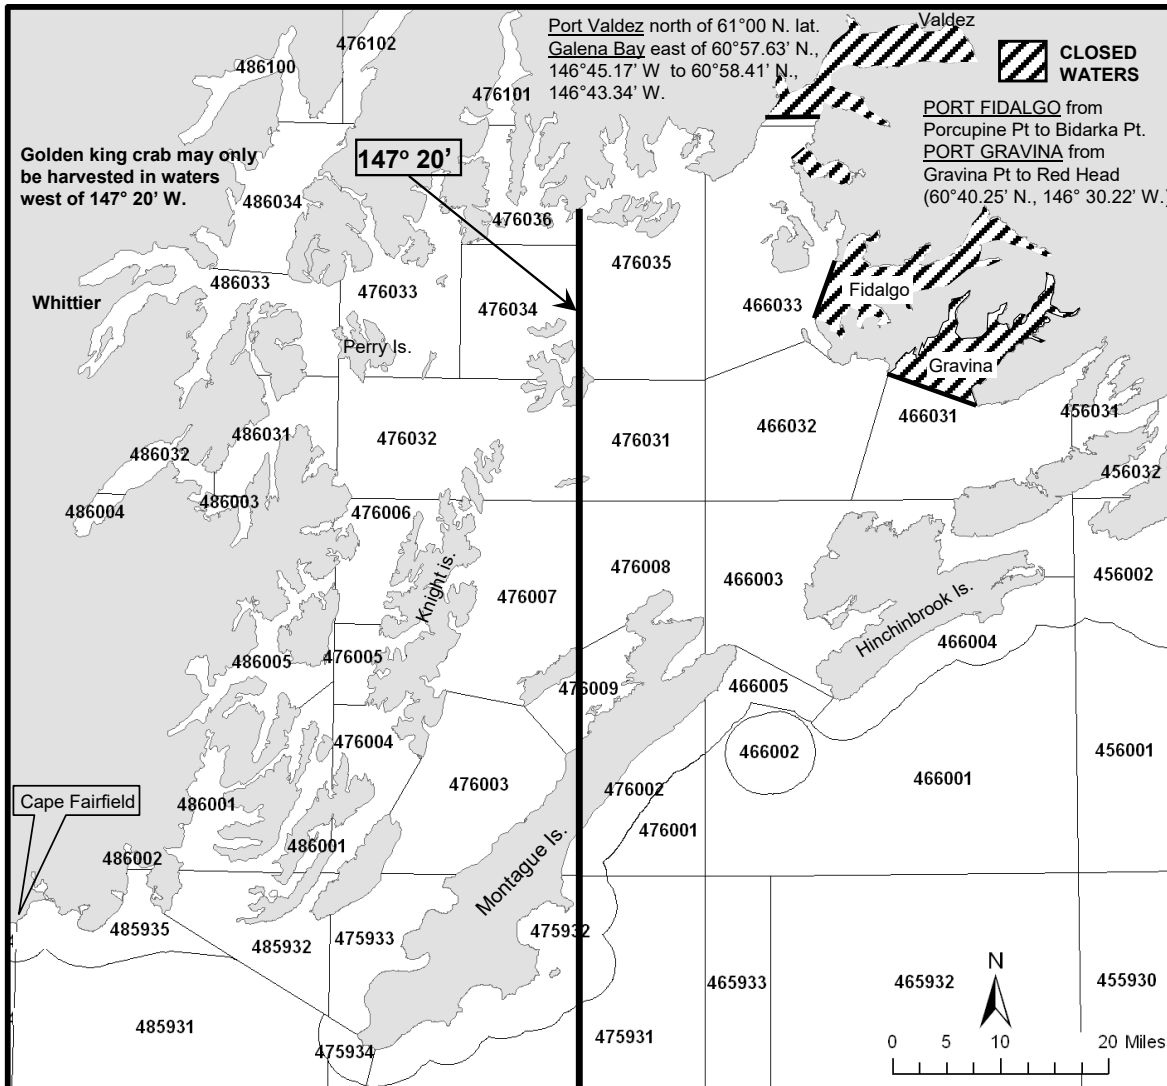 Port Valdez north of 61°00 N. lat.
Galena Bay east of 60°57.63' N.,
146°45.17' W  to 60°58.41' N.,
146°43.34' W.
Valdez
CLOSED
WATERS
PORT FIDALGO from
Porcupine Pt to Bidarka Pt.
PORT GRAVINA from
Gravina Pt to Red Head
(60°40.25' N., 146° 30.22' W.)
476102
486100
476101
Golden king crab may only
be harvested in waters
west of 147° 20' W.
147° 20'
486034
476036
476035
486033
476033
476034
466033
Fidalgo
Whittier
Perry Is.
Gravina
466031
456031
486031
476032
476031
466032
486032
456032
486004
486003
476006
Knight is.
476007
476008
466003
456002
Hinchinbrook Is.
466004
486005
476005
476009
466005
476004
466002
456001
476003
476002
466001
Cape Fairfield
486001
476001
486001
486002
Montague Is.
485935
485932
475933
475932
N
465933
465932
455930
485931
475934
475931
0 5 10 20 Miles